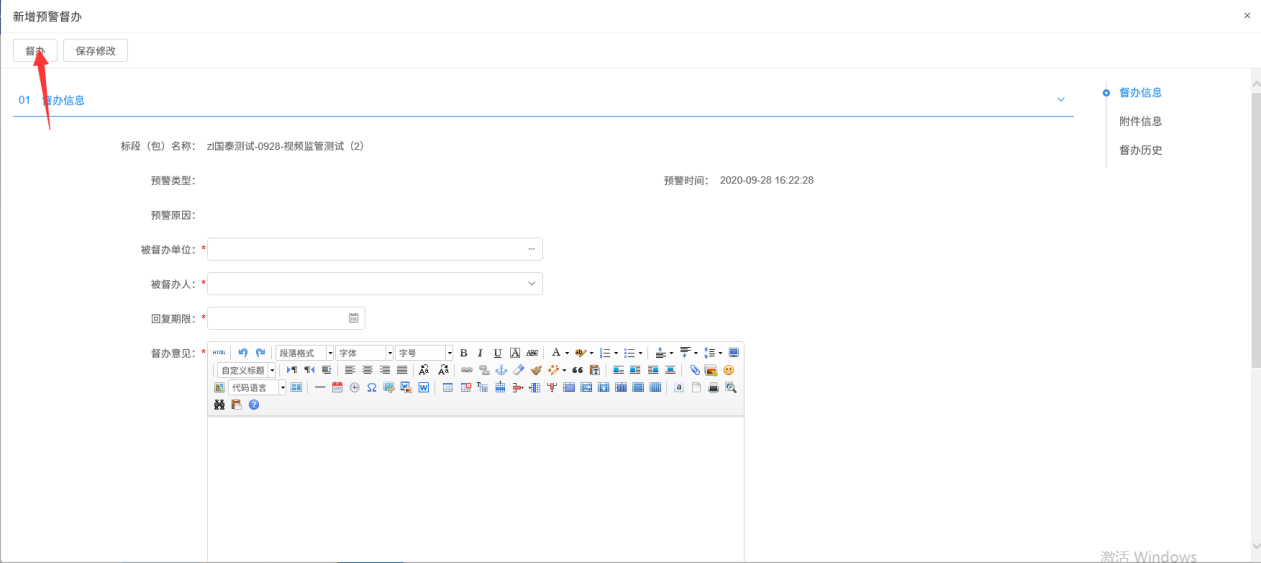 新增预警督办
×
督办 保存修改
01 督办信息
督办信息
附件信息
督办历史
标段（包）名称： zl国泰测试-0928-视频监管测试（2）
预警类型： 预警时间： 2020-09-28 16:22:28
预警原因：
被督办单位：* ...
被督办人：*
回复期限：*
督办意见：* HTML 段落格式 字体 字号 B I U A ABC A ab
自定义标题
代码语言
激活 Windows